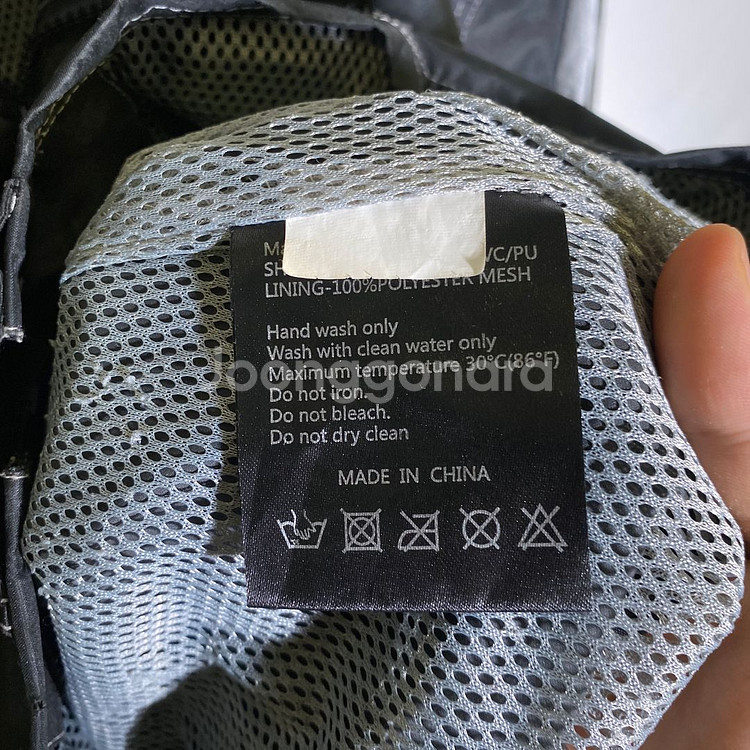 VC/PU
LINING-100%POLYESTER MESH
Hand wash only
Wash with clean water only
Maximum temperature 30°C(86°F)
Joonggonara
Do not iron.
Do not bleach.
Do not dry clean
MADE IN CHINA